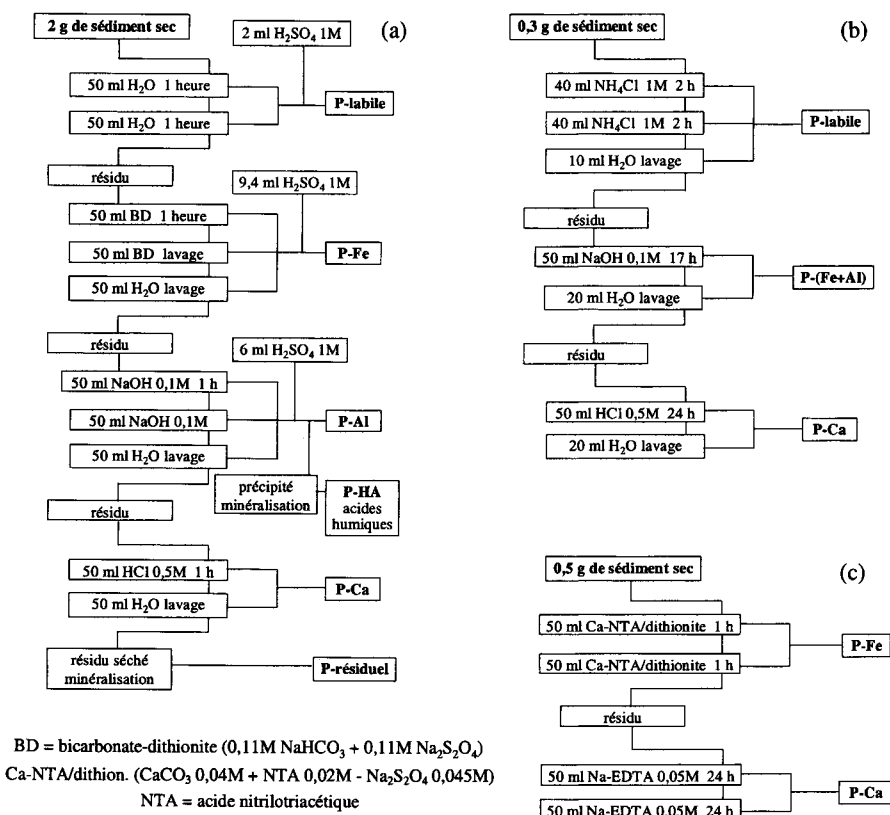 2 g de sédiment sec
2 ml H₂SO₄ 1M
(a)
50 ml H₂O 1 heure
50 ml H₂O 1 heure
P-labile
résidu
9,4 ml H₂SO₄ 1M
50 ml BD 1 heure
50 ml BD lavage
50 ml H₂O lavage
P-Fe
résidu
6 ml H₂SO₄ 1M
50 ml NaOH 0,1M 1 h
50 ml NaOH 0,1M
50 ml H₂O lavage
P-Al
précipité
minéralisation
P-HA
acides
humiques
résidu
50 ml HCl 0,5M 1 h
50 ml H₂O lavage
P-Ca
résidu séché
minéralisation
P-résiduel
BD = bicarbonate-dithionite (0,11M NaHCO₃ + 0,11M Na₂S₂O₄)
Ca-NTA/dithion. (CaCO₃ 0,04M + NTA 0,02M - Na₂S₂O₄ 0,045M)
NTA = acide nitrilotriacétique
0,3 g de sédiment sec
(b)
40 ml NH₄Cl 1M 2 h
40 ml NH₄Cl 1M 2 h
10 ml H₂O lavage
P-labile
résidu
50 ml NaOH 0,1M 17 h
20 ml H₂O lavage
P-(Fe+Al)
résidu
50 ml HCl 0,5M 24 h
20 ml H₂O lavage
P-Ca
0,5 g de sédiment sec
(c)
50 ml Ca-NTA/dithionite 1 h
50 ml Ca-NTA/dithionite 1 h
P-Fe
résidu
50 ml Na-EDTA 0,05M 24 h
50 ml Na-EDTA 0,05M 24 h
P-Ca